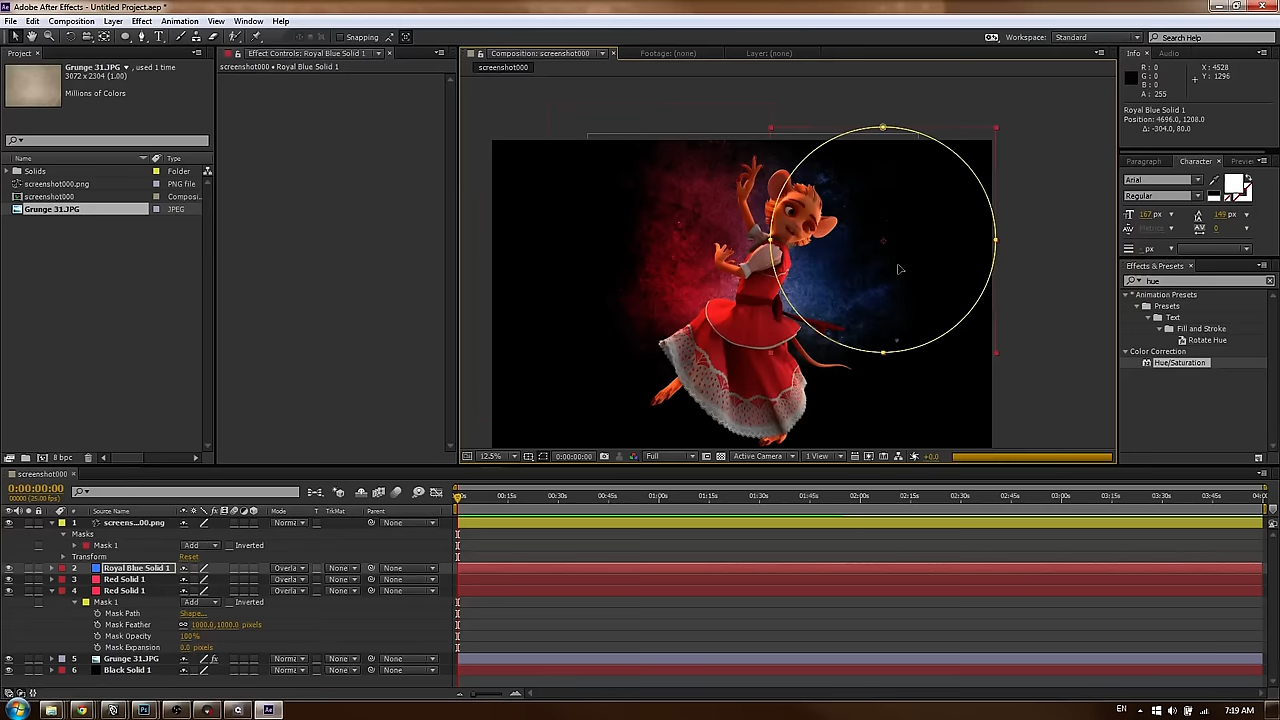 Adobe After Effects - Untitled Project.aep *
File Edit Composition Layer Effect Animation View Window Help
Snapping
Workspace: Standard
Search Help
Project
Effect Controls: Royal Blue Solid 1
Composition: screenshot000
Footage: (none)
Layer: (none)
Info
Audio
Grunge 31.JPG , used 1 time
3072 x 2304 (1.00)
Millions of Colors
screenshot000 • Royal Blue Solid 1
screenshot000
R: 0
G: 0
B: 0
A: 255
X: 4528
Y: 1296
Royal Blue Solid 1
Position: 4696.0, 1208.0
Δ: -304.0, 80.0
Name Type
Solids Folder
screenshot000.png PNG file
screenshot000 Composi...
Grunge 31.JPG JPEG
Paragraph Character Previe
Arial
Regular
167 px 149 px
Metrics 0
- px
Effects & Presets
hue
* Animation Presets
Presets
Text
Fill and Stroke
Rotate Hue
Color Correction
Hue/Saturation
8 bpc
12.5% 0:00:00:00 Full Active Camera 1 View +0.0
screenshot000
0:00:00:00
00000 (25.00 fps)
# Source Name Mode T TrkMat Parent
00:15s 00:30s 00:45s 01:00s 01:15s 01:30s 01:45s 02:00s 02:15s 02:30s 02:45s 03:00s 03:15s 03:30s 03:45s
1 screens...00.png Norma None
Masks
Mask 1 Add Inverted
Transform Reset
2 Royal Blue Solid 1 Overla None None
3 Red Solid 1 Overla None None
4 Red Solid 1 Overla None None
Mask 1 Add Inverted
Mask Path Shape...
Mask Feather 1000.0,1000.0 pixels
Mask Opacity 100%
Mask Expansion 0.0 pixels
5 Grunge 31.JPG Norma None None
6 Black Solid 1 Norma None None
EN 7:19 AM